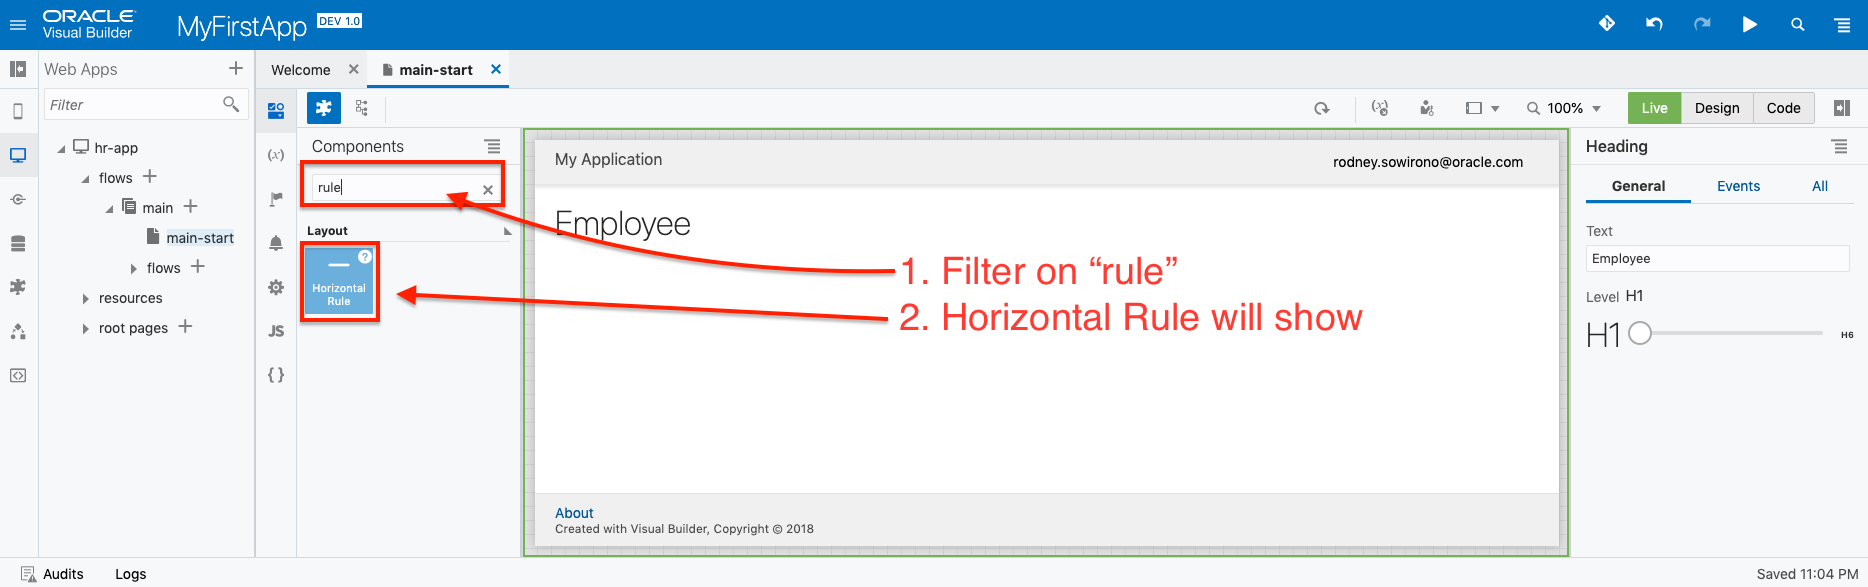 ORACLE
Visual Builder
MyFirstApp DEV 1.0
Web Apps
Welcome
main-start
Filter
100%
Live
Design
Code
hr-app
flows
main
main-start
flows
resources
root pages
(x)
JS
{ }
Components
rule
Layout
?
Horizontal
Rule
My Application
rodney.sowirono@oracle.com
Employee
1. Filter on “rule”
2. Horizontal Rule will show
About
Created with Visual Builder, Copyright © 2018
Heading
General
Events
All
Text
Employee
Level H1
H1
H6
Audits
Logs
Saved 11:04 PM